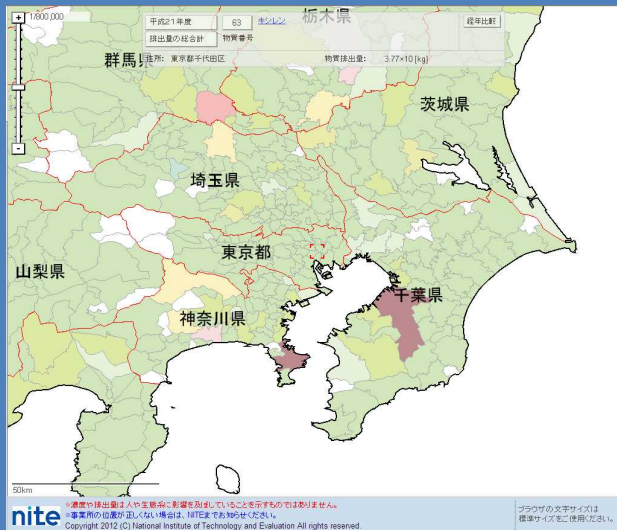 1/800,000
平成21年度 63 キシレン 経年比較
排出量の総合計 物質番号
住所: 東京都千代田区 物質排出量: 3.77×10 [kg]
栃木県
群馬県
茨城県
埼玉県
東京都
山梨県
千葉県
神奈川県
50km
nite
※濃度や排出量は人や生態系に影響を及ぼしていることを示すものではありません。
※事業所の位置が正しくない場合は、NITEまでお知らせください。
Copyright 2012 (C) National Institute of Technology and Evaluation All rights reserved.
ブラウザの文字サイズは
標準サイズをご使用ください。